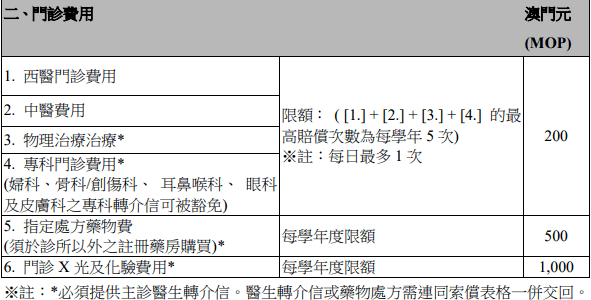 二、門診費用
澳門元
(MOP)
1. 西醫門診費用
2. 中醫費用
3. 物理治療治療*
4. 專科門診費用*
(婦科、骨科/創傷科、 耳鼻喉科、 眼科
及皮膚科之專科轉介信可被豁免)
限額： ( [1.] + [2.] + [3.] + [4.] 的最
高賠償次數為每學年 5 次)
※註：每日最多 1 次
200
5. 指定處方藥物費
(須於診所以外之註冊藥房購買)*
每學年度限額
500
6. 門診 X 光及化驗費用*
每學年度限額
1,000
※註：*必須提供主診醫生轉介信。醫生轉介信或藥物處方需連同索償表格一併交回。